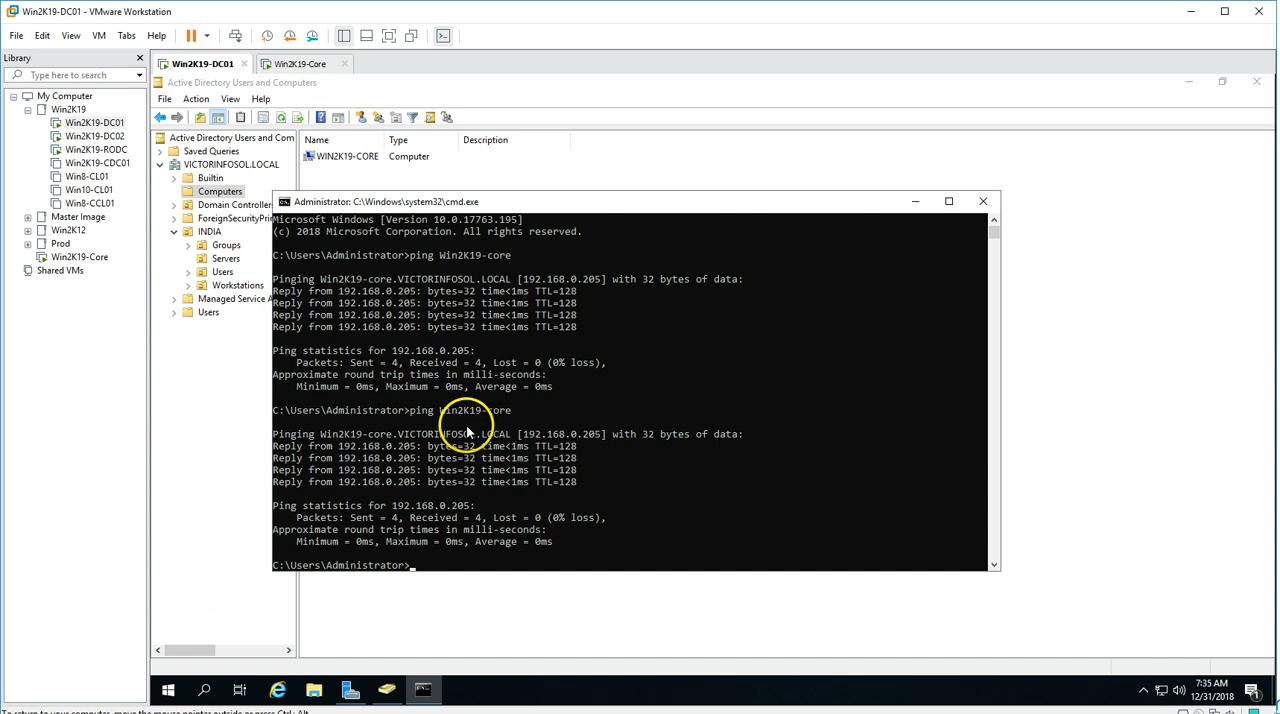 Win2K19-DC01 - VMware Workstation
File Edit View VM Tabs Help
Library
Type here to search
My Computer
Win2K19
Win2K19-DC01
Win2K19-DC02
Win2K19-RODC
Win2K19-CDC01
Win8-CL01
Win10-CL01
Win8-CCL01
Master Image
Win2K12
Prod
Win2K19-Core
Shared VMs
Win2K19-DC01 Win2K19-Core
Active Directory Users and Computers
File Action View Help
Active Directory Users and Com
Saved Queries
VICTORINFOSOL.LOCAL
Builtin
Computers
Domain Controller
ForeignSecurityPri
INDIA
Groups
Servers
Users
Workstations
Managed Service A
Users
Name Type Description
WIN2K19-CORE Computer
Administrator: C:\Windows\system32\cmd.exe
Microsoft Windows [Version 10.0.17763.195]
(c) 2018 Microsoft Corporation. All rights reserved.
C:\Users\Administrator>ping Win2K19-core
Pinging Win2K19-core.VICTORINFOSOL.LOCAL [192.168.0.205] with 32 bytes of data:
Reply from 192.168.0.205: bytes=32 time<1ms TTL=128
Reply from 192.168.0.205: bytes=32 time<1ms TTL=128
Reply from 192.168.0.205: bytes=32 time<1ms TTL=128
Reply from 192.168.0.205: bytes=32 time<1ms TTL=128
Ping statistics for 192.168.0.205:
Packets: Sent = 4, Received = 4, Lost = 0 (0% loss),
Approximate round trip times in milli-seconds:
Minimum = 0ms, Maximum = 0ms, Average = 0ms
C:\Users\Administrator>ping Win2K19-core
Pinging Win2K19-core.VICTORINFOSOL.LOCAL [192.168.0.205] with 32 bytes of data:
Reply from 192.168.0.205: bytes=32 time<1ms TTL=128
Reply from 192.168.0.205: bytes=32 time<1ms TTL=128
Reply from 192.168.0.205: bytes=32 time<1ms TTL=128
Reply from 192.168.0.205: bytes=32 time<1ms TTL=128
Ping statistics for 192.168.0.205:
Packets: Sent = 4, Received = 4, Lost = 0 (0% loss),
Approximate round trip times in milli-seconds:
Minimum = 0ms, Maximum = 0ms, Average = 0ms
C:\Users\Administrator>
7:35 AM
12/31/2018
1
To return to your computer, move the mouse pointer outside or press Ctrl+Alt.